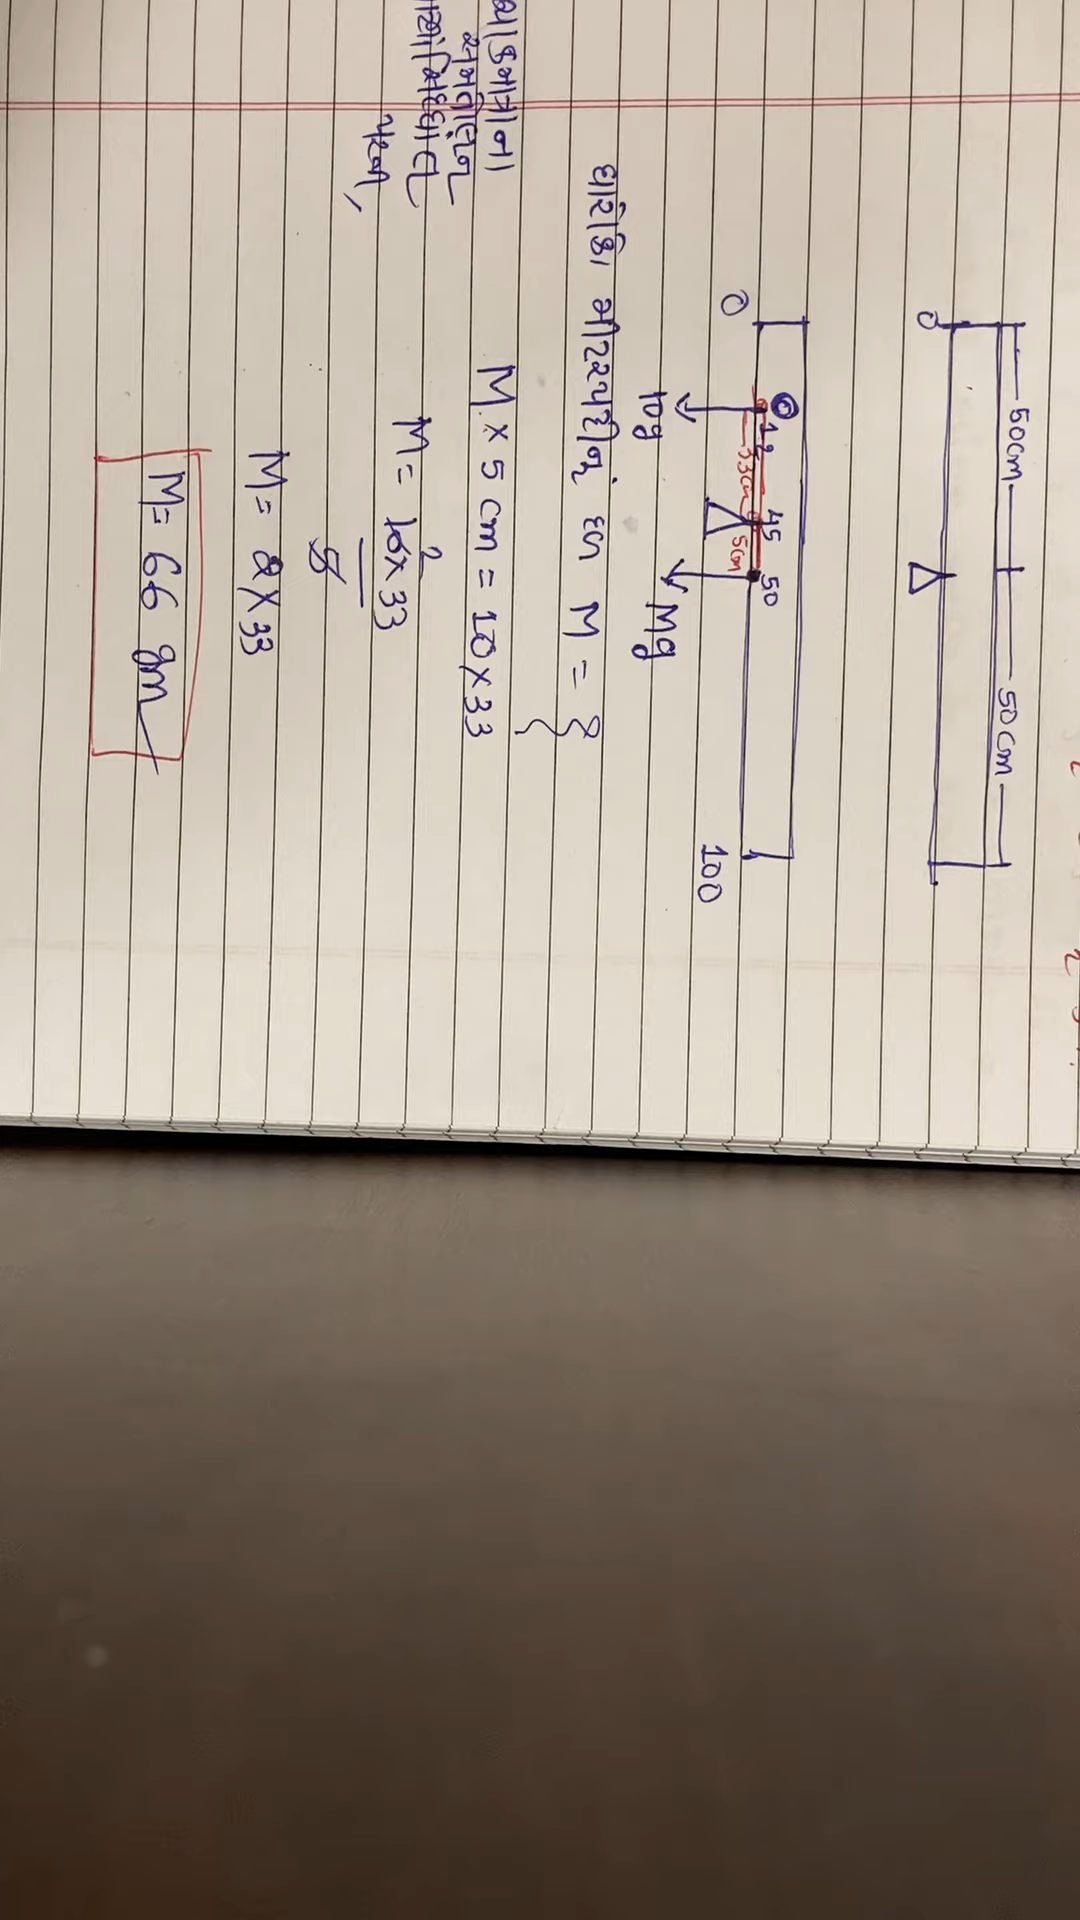 50cm 50cm
0
12 45 50
33cm 5cm
0 100
10g Mg
ધારોકે મીટરપટ્ટીનું દળ M = ?
M × 5 cm = 10 × 33
M = 10 × 33
2
5
M = 2 × 33
M = 66 gm